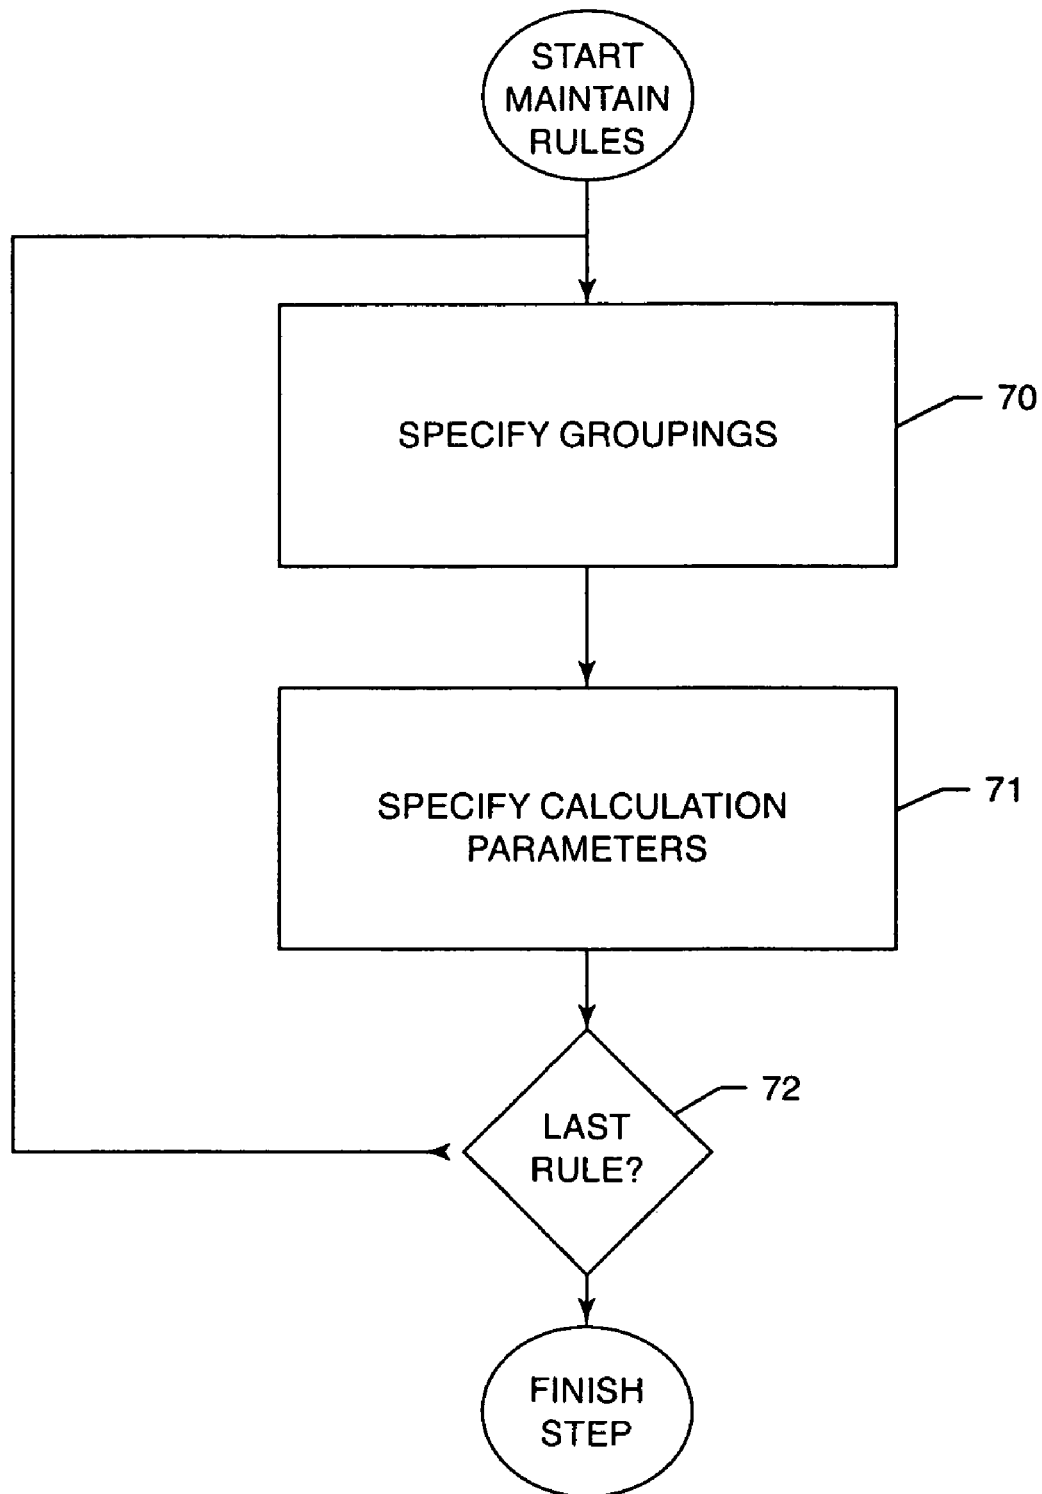 START
MAINTAIN
RULES
70
SPECIFY GROUPINGS
71
SPECIFY CALCULATION
PARAMETERS
72
LAST
RULE?
FINISH
STEP